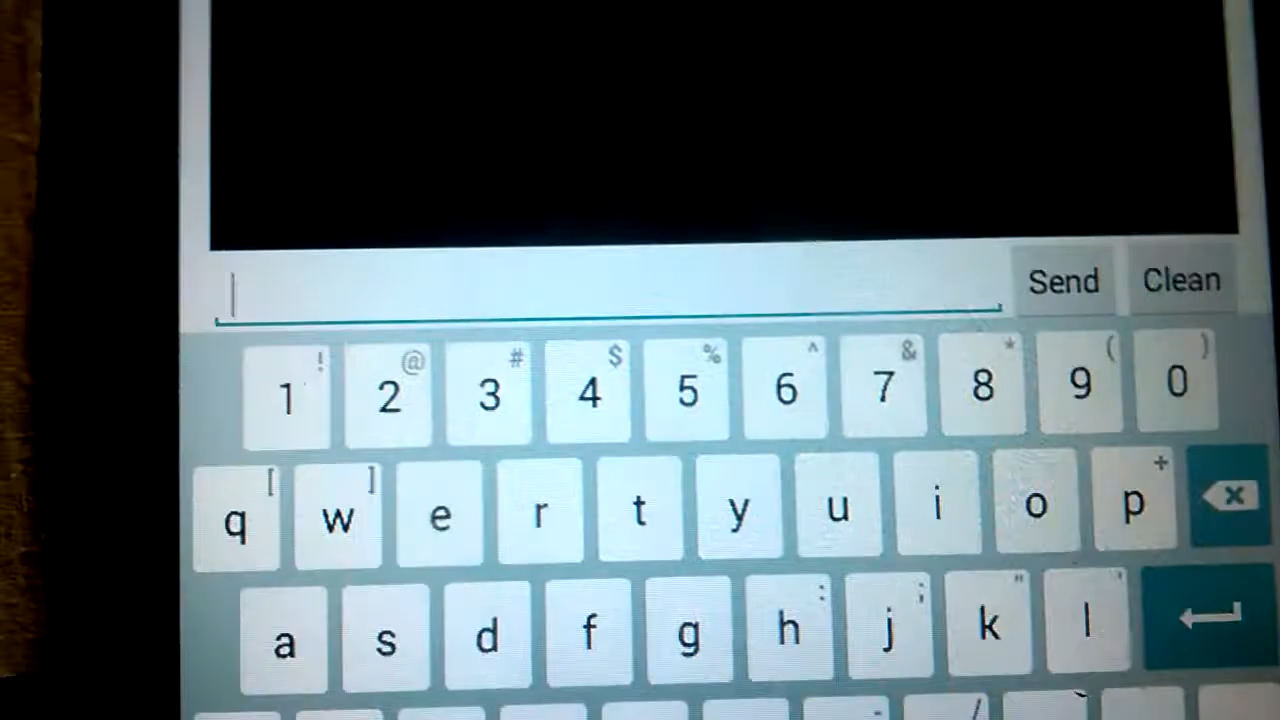 Send Clean
! @ # $ % ^ & * ( )
1 2 3 4 5 6 7 8 9 0
[ ] +
q w e r t y u i o p
: ; " '
a s d f g h j k l
- /